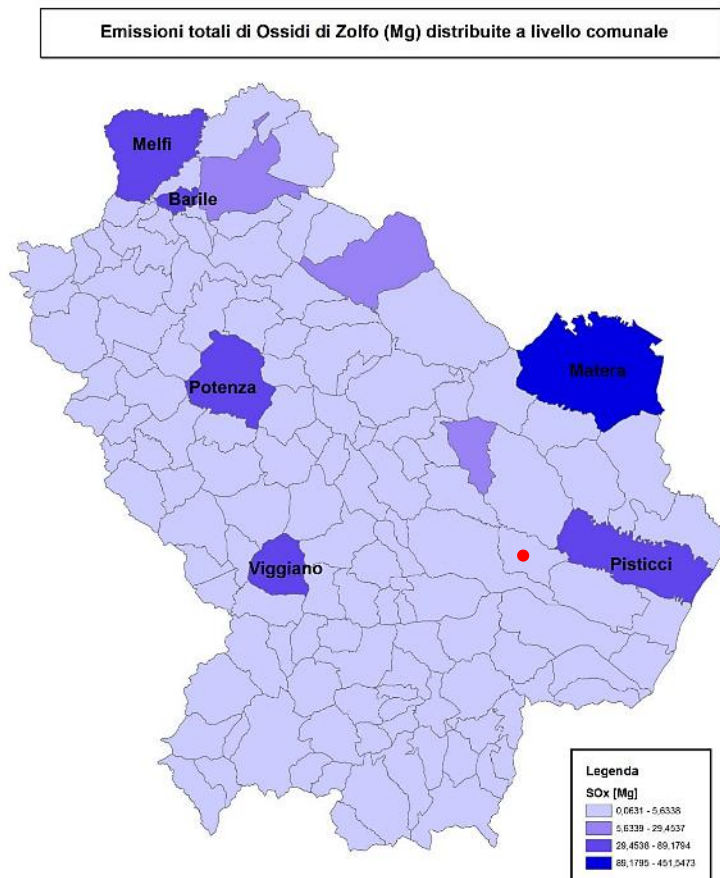 Emissioni totali di Ossidi di Zolfo (Mg) distribuite a livello comunale
Melfi
Barile
Matera
Potenza
Viggiano
Pisticci
Legenda
SOx [Mg]
0,0631 - 5,6338
5,6339 - 29,4537
29,4538 - 89,1794
89,1795 - 451,5473